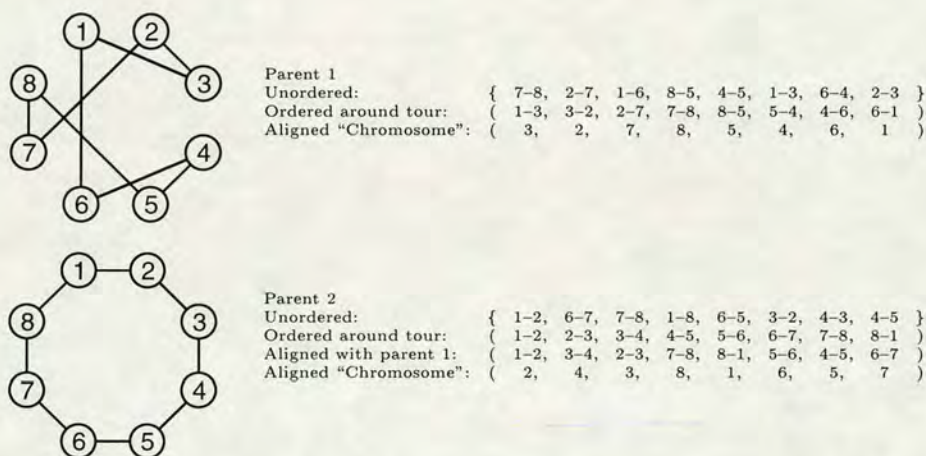 1 2
8 3
7 4
6 5
Parent 1
Unordered: { 7–8, 2–7, 1–6, 8–5, 4–5, 1–3, 6–4, 2–3 }
Ordered around tour: ( 1–3, 3–2, 2–7, 7–8, 8–5, 5–4, 4–6, 6–1 )
Aligned “Chromosome”: ( 3, 2, 7, 8, 5, 4, 6, 1 )
1 2
8 3
7 4
6 5
Parent 2
Unordered: { 1–2, 6–7, 7–8, 1–8, 6–5, 3–2, 4–3, 4–5 }
Ordered around tour: ( 1–2, 2–3, 3–4, 4–5, 5–6, 6–7, 7–8, 8–1 )
Aligned with parent 1: ( 1–2, 3–4, 2–3, 7–8, 8–1, 5–6, 4–5, 6–7 )
Aligned “Chromosome”: ( 2, 4, 3, 8, 1, 6, 5, 7 )